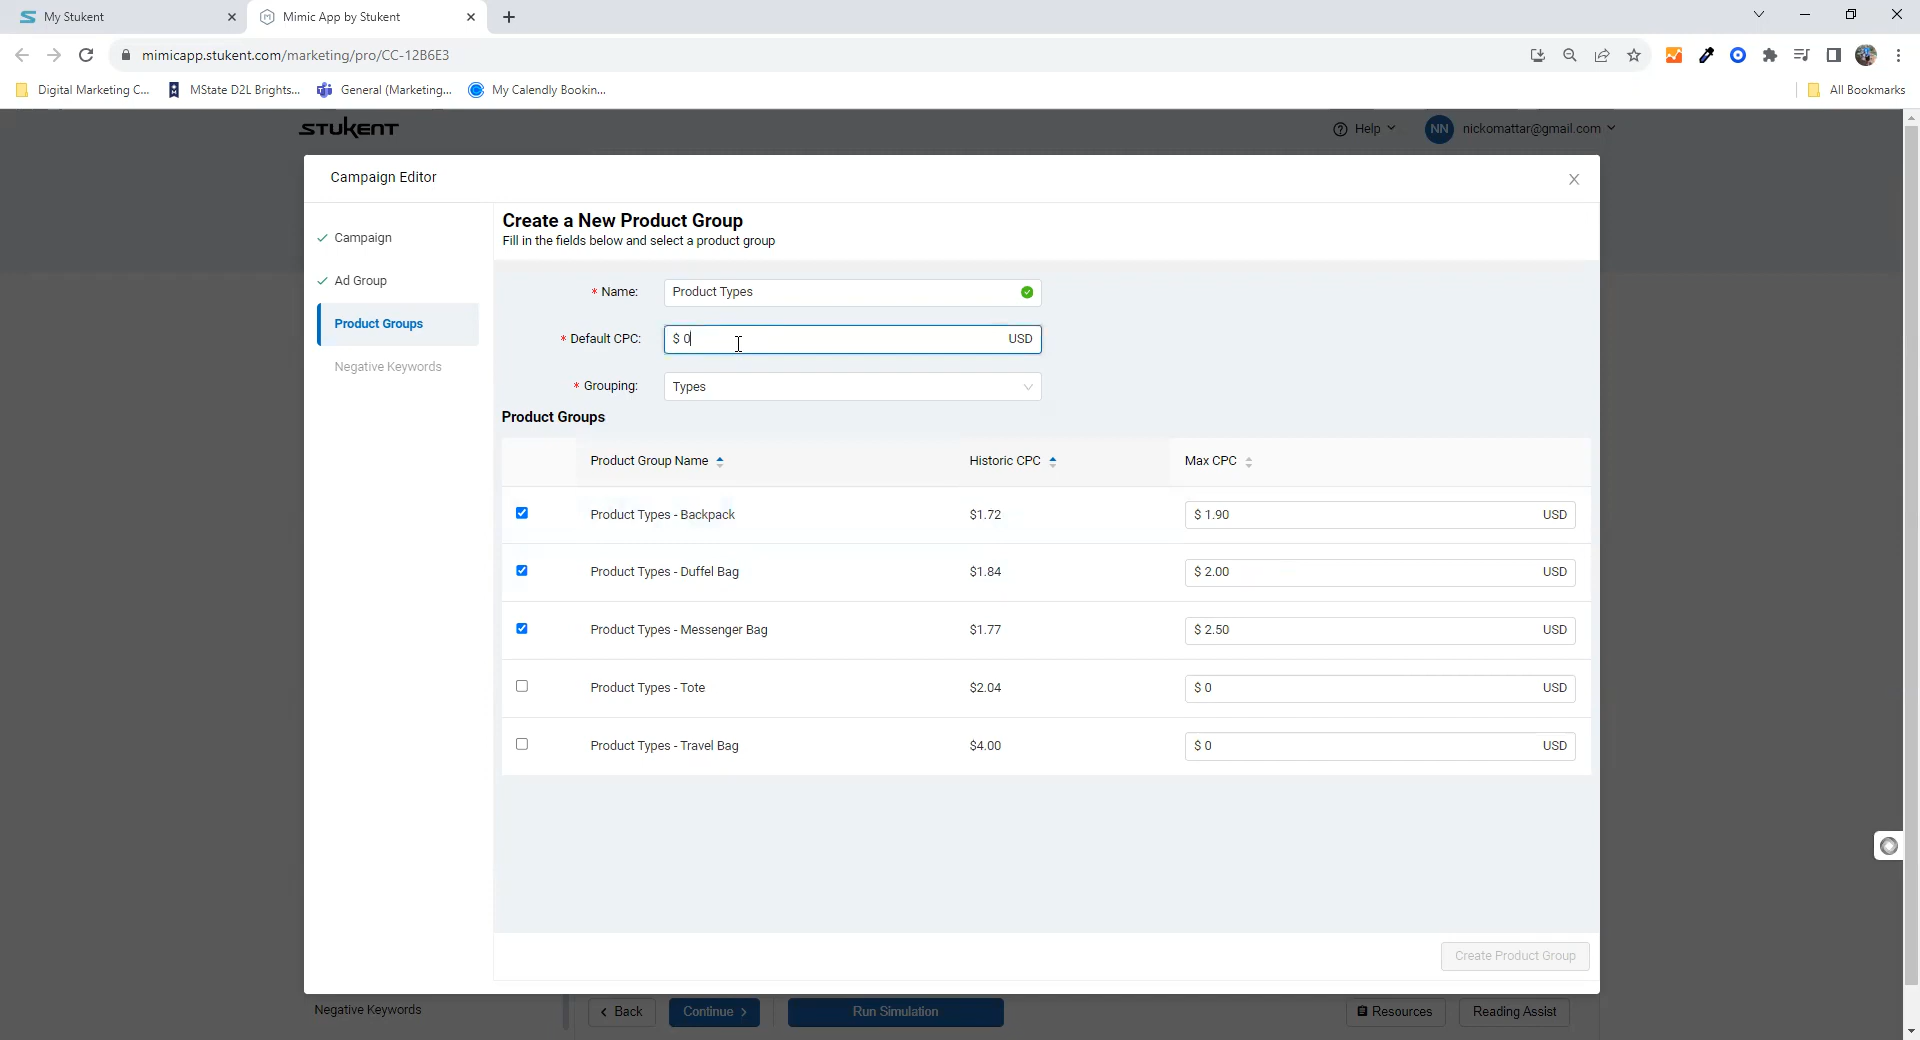 My Stukent
Mimic App by Stukent
mimicapp.stukent.com/marketing/pro/CC-12B6E3
Digital Marketing C...
MState D2L Brights...
General (Marketing...
My Calendly Bookin...
All Bookmarks
STUKENT
Help
NN
nickomattar@gmail.com
Campaign Editor
Campaign
Ad Group
Product Groups
Negative Keywords
Create a New Product Group
Fill in the fields below and select a product group
* Name: Product Types
* Default CPC: $ 0 USD
* Grouping: Types
Product Groups
Product Group Name Historic CPC Max CPC
Product Types - Backpack $1.72 $ 1.90 USD
Product Types - Duffel Bag $1.84 $ 2.00 USD
Product Types - Messenger Bag $1.77 $ 2.50 USD
Product Types - Tote $2.04 $ 0 USD
Product Types - Travel Bag $4.00 $ 0 USD
Create Product Group
Negative Keywords
Back
Continue
Run Simulation
Resources
Reading Assist